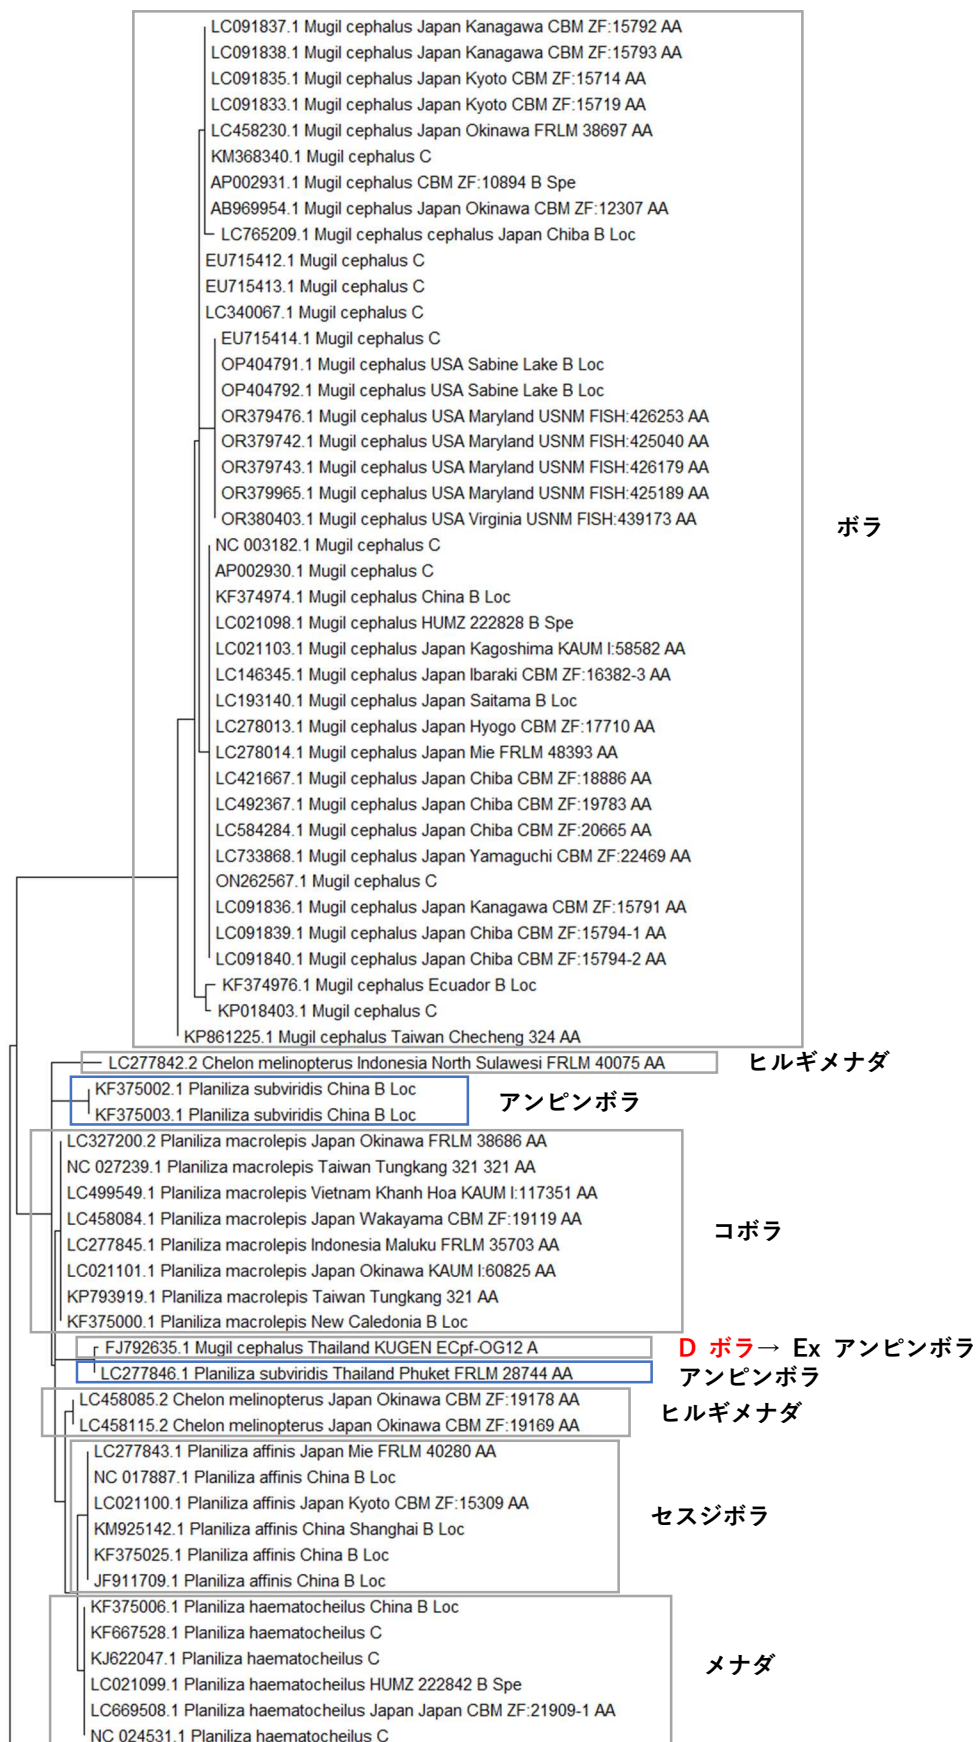 LC091837.1 Mugil cephalus Japan Kanagawa CBM ZF:15792 AA
LC091838.1 Mugil cephalus Japan Kanagawa CBM ZF:15793 AA
LC091835.1 Mugil cephalus Japan Kyoto CBM ZF:15714 AA
LC091833.1 Mugil cephalus Japan Kyoto CBM ZF:15719 AA
LC458230.1 Mugil cephalus Japan Okinawa FRLM 38697 AA
KM368340.1 Mugil cephalus C
AP002931.1 Mugil cephalus CBM ZF:10894 B Spe
AB969954.1 Mugil cephalus Japan Okinawa CBM ZF:12307 AA
LC765209.1 Mugil cephalus cephalus Japan Chiba B Loc
EU715412.1 Mugil cephalus C
EU715413.1 Mugil cephalus C
LC340067.1 Mugil cephalus C
EU715414.1 Mugil cephalus C
OP404791.1 Mugil cephalus USA Sabine Lake B Loc
OP404792.1 Mugil cephalus USA Sabine Lake B Loc
OR379476.1 Mugil cephalus USA Maryland USNM FISH:426253 AA
OR379742.1 Mugil cephalus USA Maryland USNM FISH:425040 AA
OR379743.1 Mugil cephalus USA Maryland USNM FISH:426179 AA
OR379965.1 Mugil cephalus USA Maryland USNM FISH:425189 AA
OR380403.1 Mugil cephalus USA Virginia USNM FISH:439173 AA
ボラ
NC 003182.1 Mugil cephalus C
AP002930.1 Mugil cephalus C
KF374974.1 Mugil cephalus China B Loc
LC021098.1 Mugil cephalus HUMZ 222828 B Spe
LC021103.1 Mugil cephalus Japan Kagoshima KAUM I:58582 AA
LC146345.1 Mugil cephalus Japan Ibaraki CBM ZF:16382-3 AA
LC193140.1 Mugil cephalus Japan Saitama B Loc
LC278013.1 Mugil cephalus Japan Hyogo CBM ZF:17710 AA
LC278014.1 Mugil cephalus Japan Mie FRLM 48393 AA
LC421667.1 Mugil cephalus Japan Chiba CBM ZF:18886 AA
LC492367.1 Mugil cephalus Japan Chiba CBM ZF:19783 AA
LC584284.1 Mugil cephalus Japan Chiba CBM ZF:20665 AA
LC733868.1 Mugil cephalus Japan Yamaguchi CBM ZF:22469 AA
ON262567.1 Mugil cephalus C
LC091836.1 Mugil cephalus Japan Kanagawa CBM ZF:15791 AA
LC091839.1 Mugil cephalus Japan Chiba CBM ZF:15794-1 AA
LC091840.1 Mugil cephalus Japan Chiba CBM ZF:15794-2 AA
KF374976.1 Mugil cephalus Ecuador B Loc
KP018403.1 Mugil cephalus C
KP861225.1 Mugil cephalus Taiwan Checheng 324 AA
LC277842.2 Chelon melinopterus Indonesia North Sulawesi FRLM 40075 AA
ヒルギメナダ
KF375002.1 Planiliza subviridis China B Loc
アンピンボラ
KF375003.1 Planiliza subviridis China B Loc
LC327200.2 Planiliza macrolepis Japan Okinawa FRLM 38686 AA
NC 027239.1 Planiliza macrolepis Taiwan Tungkang 321 321 AA
LC499549.1 Planiliza macrolepis Vietnam Khanh Hoa KAUM I:117351 AA
LC458084.1 Planiliza macrolepis Japan Wakayama CBM ZF:19119 AA
コボラ
LC277845.1 Planiliza macrolepis Indonesia Maluku FRLM 35703 AA
LC021101.1 Planiliza macrolepis Japan Okinawa KAUM I:60825 AA
KP793919.1 Planiliza macrolepis Taiwan Tungkang 321 AA
KF375000.1 Planiliza macrolepis New Caledonia B Loc
FJ792635.1 Mugil cephalus Thailand KUGEN ECpf-OG12 A
D ボラ→ Ex アンピンボラ
LC277846.1 Planiliza subviridis Thailand Phuket FRLM 28744 AA
アンピンボラ
LC458085.2 Chelon melinopterus Japan Okinawa CBM ZF:19178 AA
ヒルギメナダ
LC458115.2 Chelon melinopterus Japan Okinawa CBM ZF:19169 AA
LC277843.1 Planiliza affinis Japan Mie FRLM 40280 AA
NC 017887.1 Planiliza affinis China B Loc
LC021100.1 Planiliza affinis Japan Kyoto CBM ZF:15309 AA
セスジボラ
KM925142.1 Planiliza affinis China Shanghai B Loc
KF375025.1 Planiliza affinis China B Loc
JF911709.1 Planiliza affinis China B Loc
KF375006.1 Planiliza haematocheilus China B Loc
KF667528.1 Planiliza haematocheilus C
KJ622047.1 Planiliza haematocheilus C
メナダ
LC021099.1 Planiliza haematocheilus HUMZ 222842 B Spe
LC669508.1 Planiliza haematocheilus Japan Japan CBM ZF:21909-1 AA
NC 024531.1 Planiliza haematocheilus C